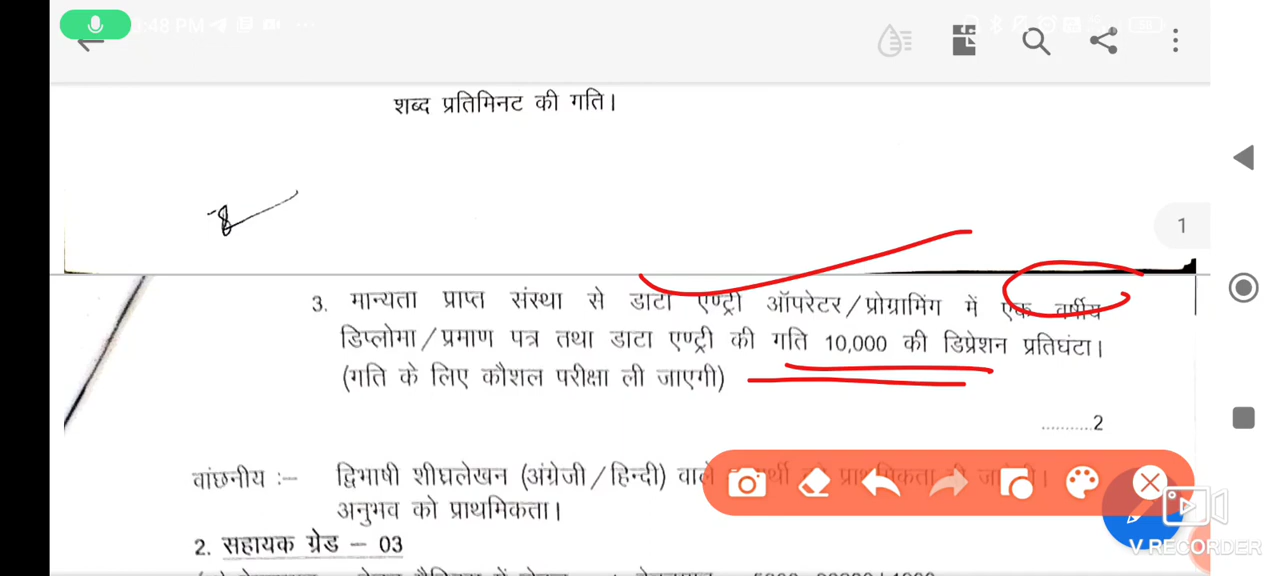 :48 PM
शब्द प्रतिमिनट की गति।
1
3. मान्यता प्राप्त संस्था से डाटा एण्ट्री ऑपरेटर/प्रोग्रामिंग में एक वर्षीय
डिप्लोमा/प्रमाण पत्र तथा डाटा एण्ट्री की गति 10,000 की डिप्रेशन प्रतिघंटा।
(गति के लिए कौशल परीक्षा ली जाएगी)
..........2
वांछनीय :– द्विभाषी शीघ्रलेखन (अंग्रेजी/हिन्दी) वाले
अनुभव को प्राथमिकता।
V RECORDER
2. सहायक ग्रेड – 03